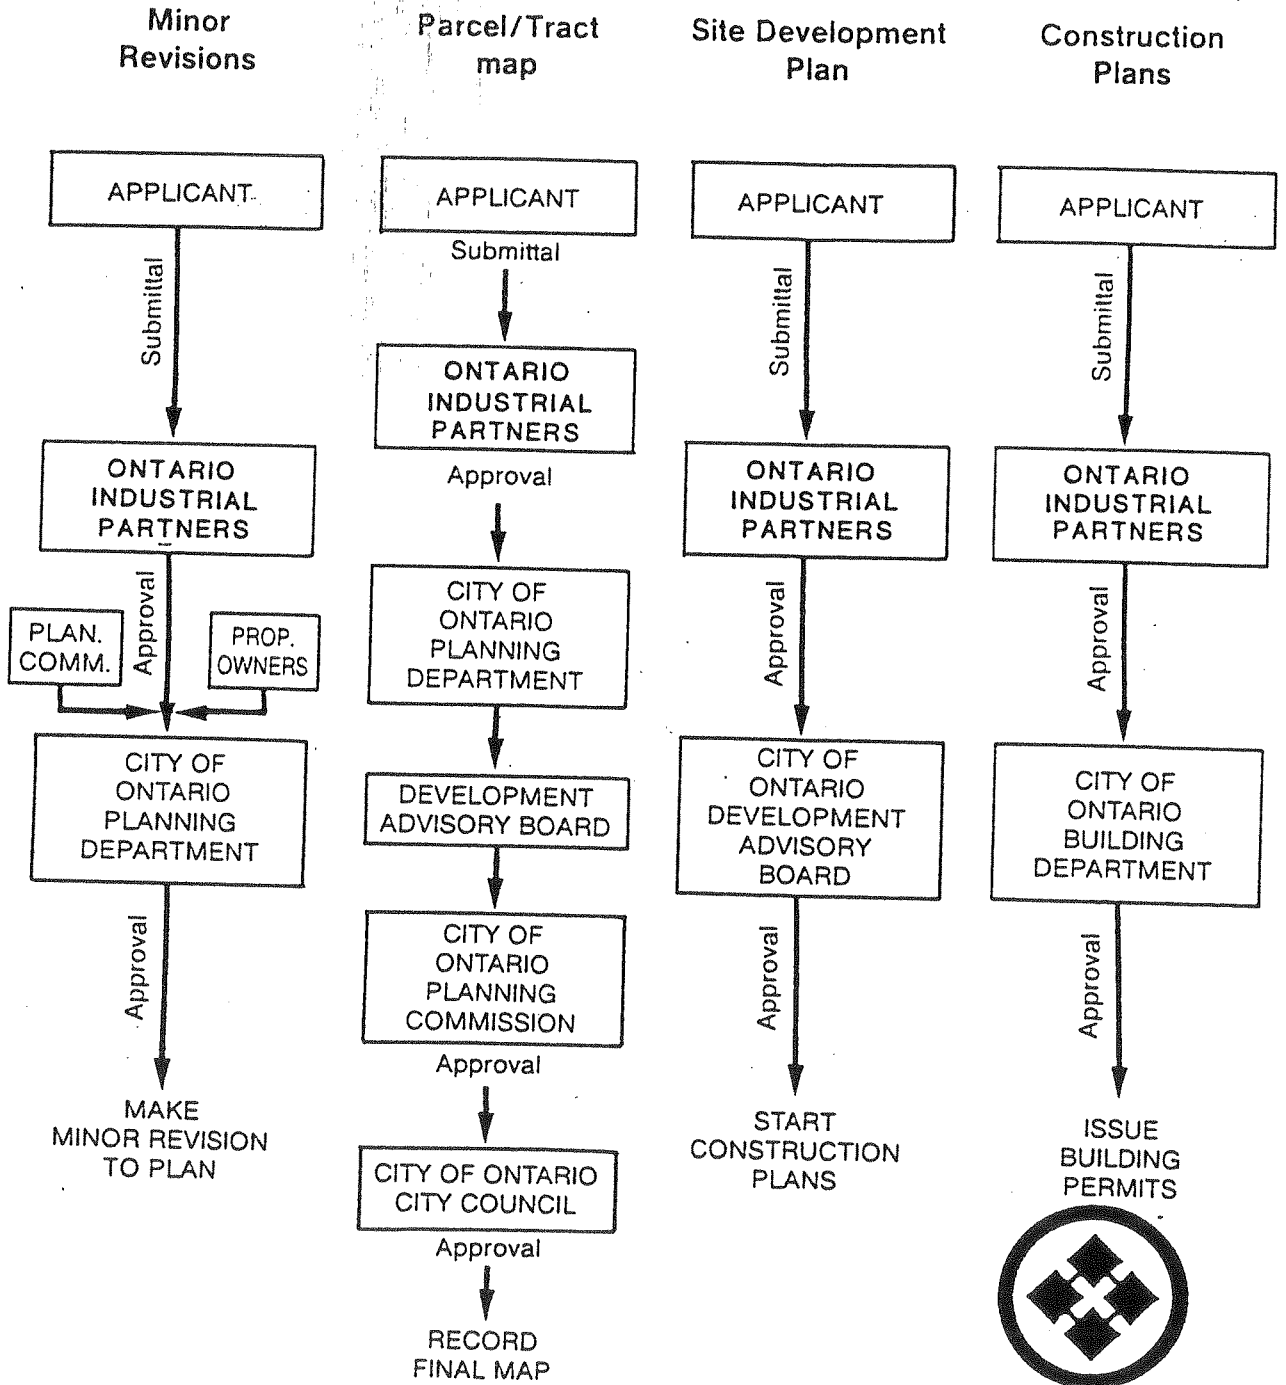 Minor
Revisions
APPLICANT
Submittal
ONTARIO
INDUSTRIAL
PARTNERS
Approval
PLAN.
COMM.
PROP.
OWNERS
CITY OF
ONTARIO
PLANNING
DEPARTMENT
Approval
MAKE
MINOR REVISION
TO PLAN
Parcel/Tract
map
APPLICANT
Submittal
ONTARIO
INDUSTRIAL
PARTNERS
Approval
CITY OF
ONTARIO
PLANNING
DEPARTMENT
DEVELOPMENT
ADVISORY BOARD
CITY OF
ONTARIO
PLANNING
COMMISSION
Approval
CITY OF ONTARIO
CITY COUNCIL
Approval
RECORD
FINAL MAP
Site Development
Plan
APPLICANT
Submittal
ONTARIO
INDUSTRIAL
PARTNERS
Approval
CITY OF
ONTARIO
DEVELOPMENT
ADVISORY
BOARD
Approval
START
CONSTRUCTION
PLANS
Construction
Plans
APPLICANT
Submittal
ONTARIO
INDUSTRIAL
PARTNERS
Approval
CITY OF
ONTARIO
BUILDING
DEPARTMENT
Approval
ISSUE
BUILDING
PERMITS